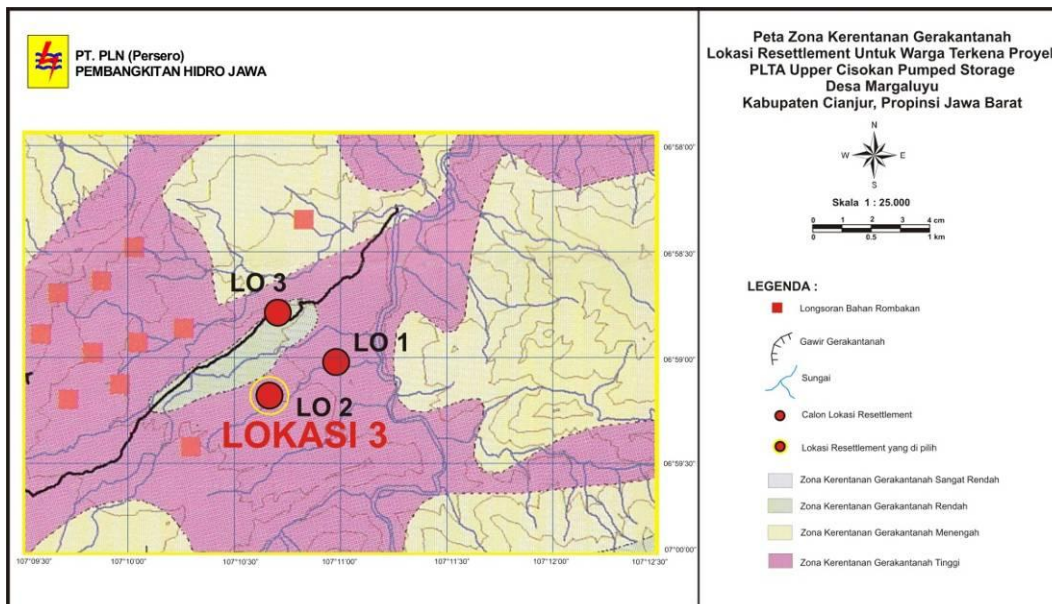 PT. PLN (Persero)
PEMBANGKITAN HIDRO JAWA
Peta Zona Kerentanan Gerakantanah
Lokasi Resettlement Untuk Warga Terkena Proyek
PLTA Upper Cisokan Pumped Storage
Desa Margaluyu
Kabupaten Cianjur, Propinsi Jawa Barat
N
W E
S
Skala 1 : 25.000
0 1 2 3 4 cm
0 0.5 1 km
LEGENDA :
Longsoran Bahan Rombakan
Gawir Gerakantanah
Sungai
Calon Lokasi Resettlement
Lokasi Resettlement yang di pilih
Zona Kerentanan Gerakantanah Sangat Rendah
Zona Kerentanan Gerakantanah Rendah
Zona Kerentanan Gerakantanah Menengah
Zona Kerentanan Gerakantanah Tinggi
LO 3
LO 1
LO 2
LOKASI 3
06°58'00"
06°58'30"
06°59'00"
06°59'30"
07°00'00"
107°09'30"
107°10'00"
107°10'30"
107°11'00"
107°11'30"
107°12'00"
107°12'30"